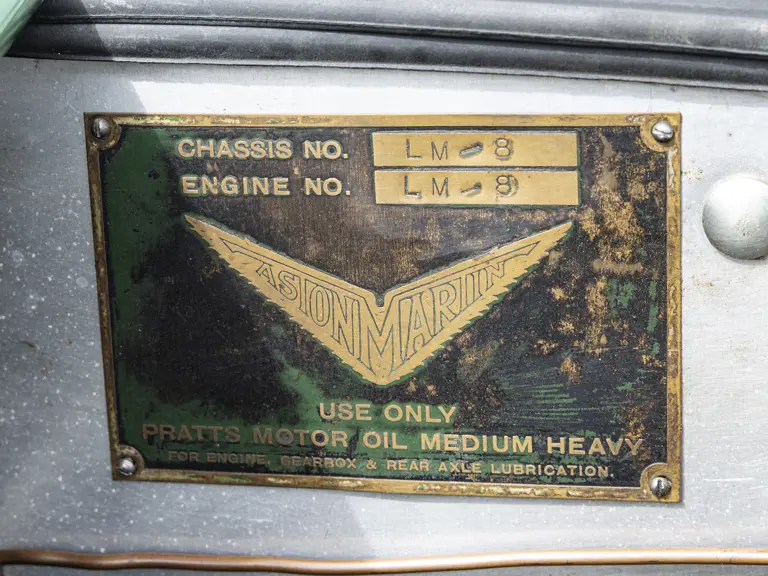 CHASSIS NO. LM-8
ENGINE NO. LM-8
ASTON MARTIN
USE ONLY
PRATTS MOTOR OIL MEDIUM HEAVY
FOR ENGINE, GEARBOX & REAR AXLE LUBRICATION.